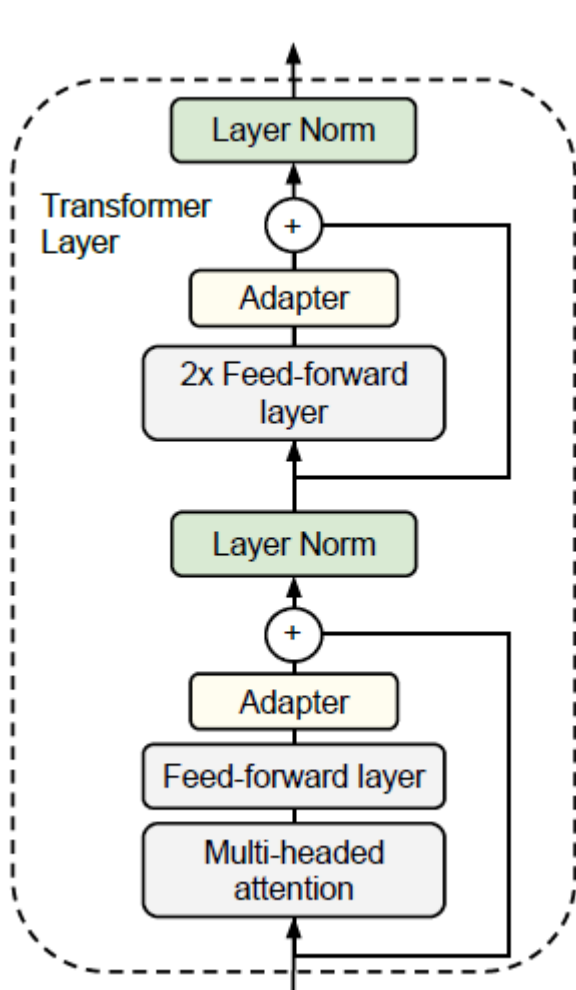 Layer Norm
Transformer
Layer
+
Adapter
2x Feed-forward
layer
Layer Norm
+
Adapter
Feed-forward layer
Multi-headed
attention